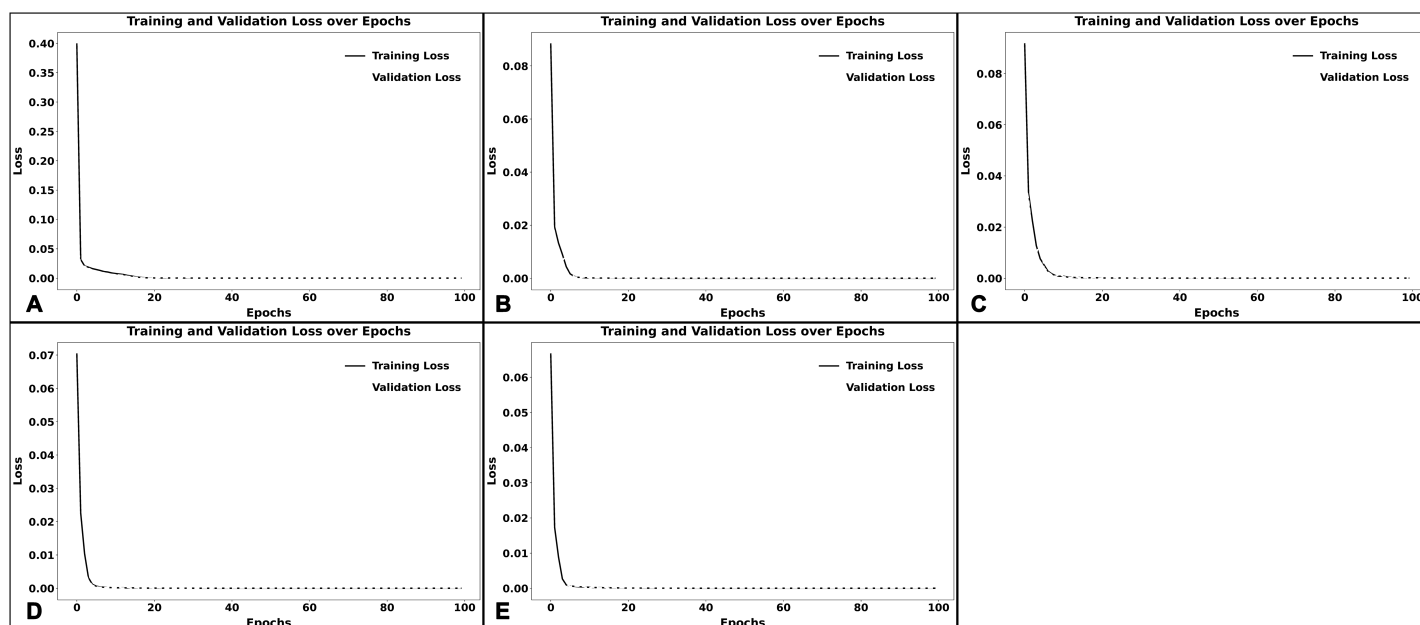 Training and Validation Loss over Epochs
0.40
0.35
0.30
0.25
0.20
0.15
0.10
0.05
0.00
Loss
Training Loss
Validation Loss
0 20 40 60 80 100
Epochs
A
Training and Validation Loss over Epochs
0.08
0.06
0.04
0.02
0.00
Loss
Training Loss
Validation Loss
0 20 40 60 80 100
Epochs
B
Training and Validation Loss over Epochs
0.08
0.06
0.04
0.02
0.00
Loss
Training Loss
Validation Loss
0 20 40 60 80 100
Epochs
C
Training and Validation Loss over Epochs
0.07
0.06
0.05
0.04
0.03
0.02
0.01
0.00
Loss
Training Loss
Validation Loss
0 20 40 60 80 100
Epochs
D
Training and Validation Loss over Epochs
0.06
0.05
0.04
0.03
0.02
0.01
0.00
Loss
Training Loss
Validation Loss
0 20 40 60 80 100
Epochs
E